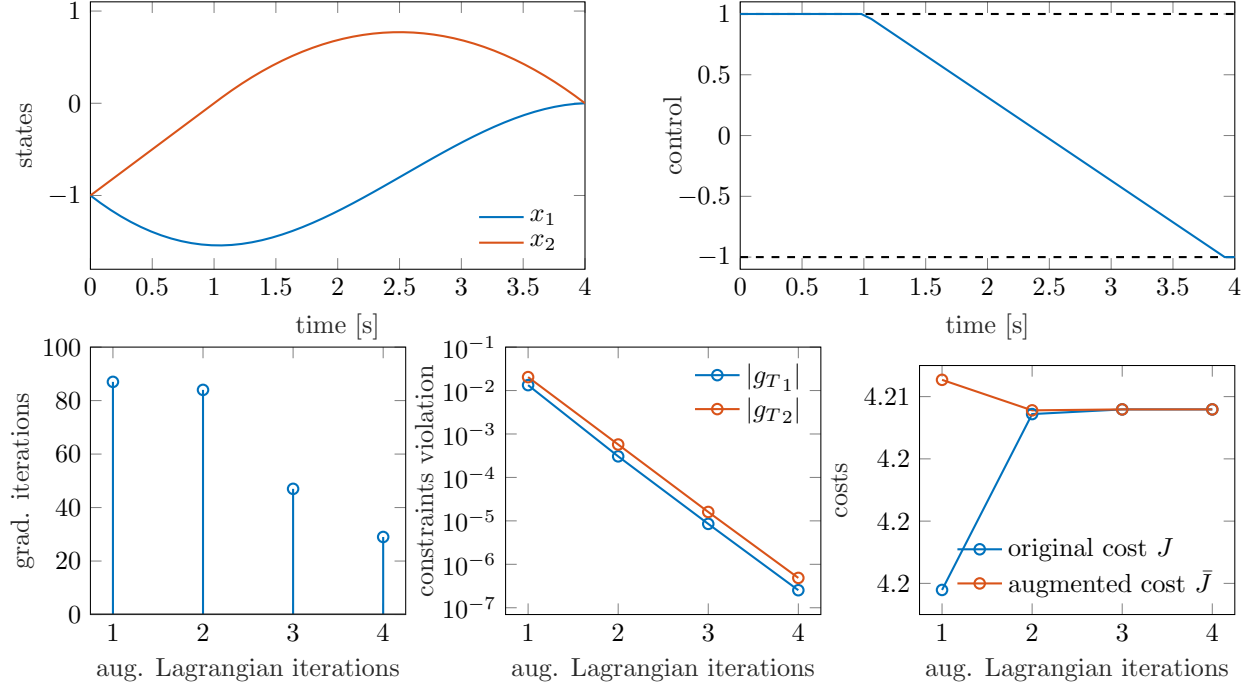 1
0
−1
states
x1
x2
0 0.5 1 1.5 2 2.5 3 3.5 4
time [s]
1
0.5
0
−0.5
−1
control
0 0.5 1 1.5 2 2.5 3 3.5 4
time [s]
100
80
60
40
20
0
grad. iterations
1 2 3 4
aug. Lagrangian iterations
10^−1
10^−2
10^−3
10^−4
10^−5
10^−6
10^−7
constraints violation
|gT1|
|gT2|
1 2 3 4
aug. Lagrangian iterations
4.21
4.2
4.2
4.2
costs
original cost J
augmented cost J̄
1 2 3 4
aug. Lagrangian iterations